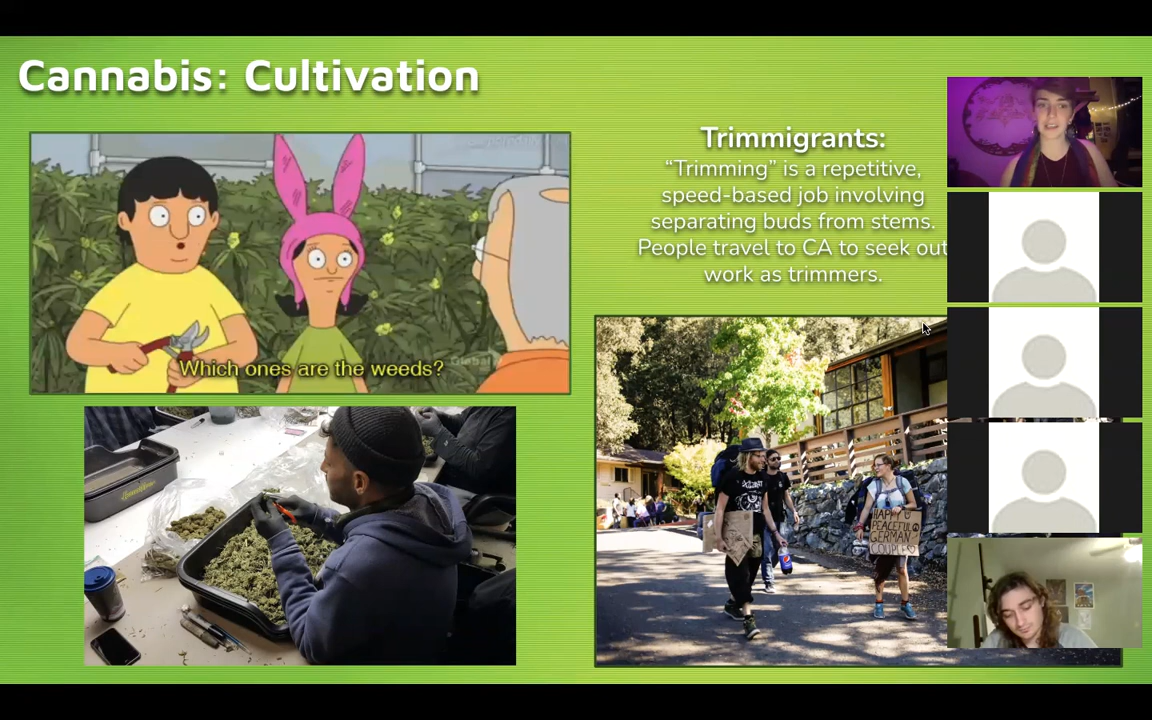 Cannabis: Cultivation
Trimmigrants:
“Trimming” is a repetitive,
speed-based job involving
separating buds from stems.
People travel to CA to seek out
work as trimmers.
Which ones are the weeds?
Global
HAPPY
PEACEFUL
GERMAN
COUPLE